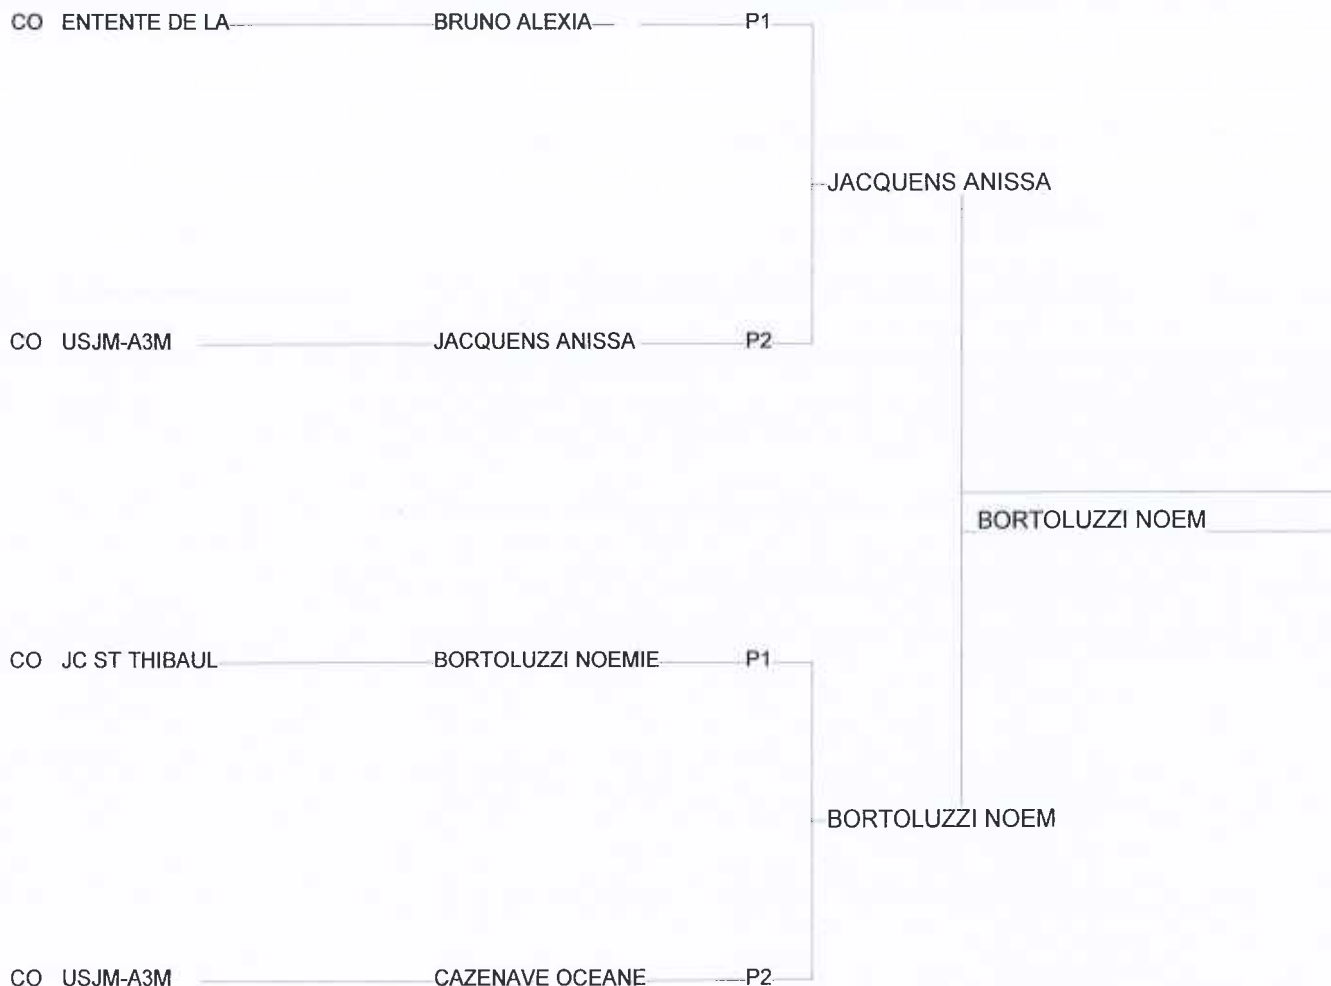 CO ENTENTE DE LA BRUNO ALEXIA P1
JACQUENS ANISSA
CO USJM-A3M JACQUENS ANISSA P2
BORTOLUZZI NOEM
CO JC ST THIBAUL BORTOLUZZI NOEMIE P1
BORTOLUZZI NOEM
CO USJM-A3M CAZENAVE OCEANE P2